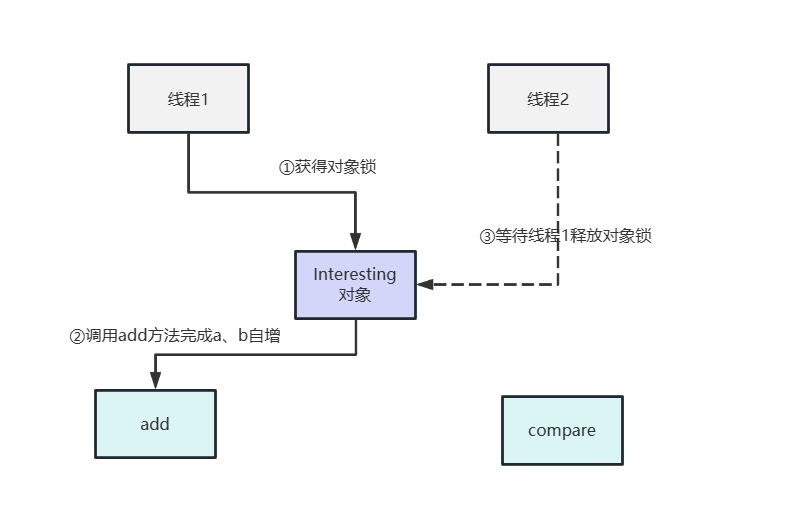 线程1
线程2
①获得对象锁
③等待线程1释放对象锁
Interesting
对象
②调用add方法完成a、b自增
add
compare